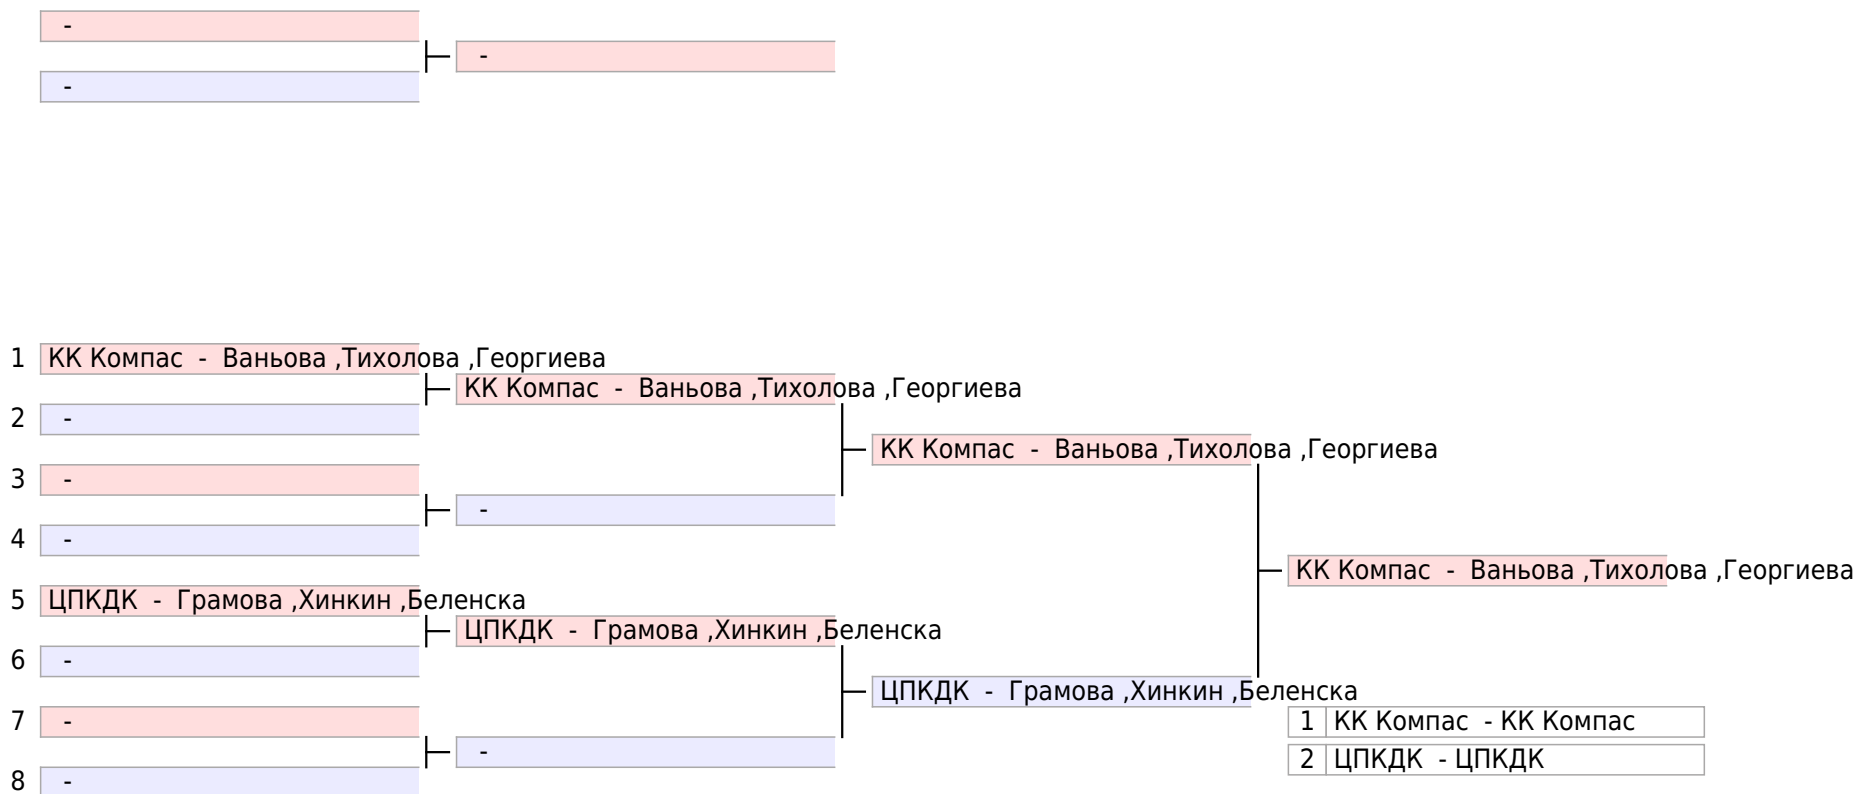 -
-
-
1 КК Компас - Ваньова ,Тихолова ,Георгиева
КК Компас - Ваньова ,Тихолова ,Георгиева
2 -
КК Компас - Ваньова ,Тихолова ,Георгиева
3 -
-
4 -
КК Компас - Ваньова ,Тихолова ,Георгиева
5 ЦПКДК - Грамова ,Хинкин ,Беленска
ЦПКДК - Грамова ,Хинкин ,Беленска
6 -
ЦПКДК - Грамова ,Хинкин ,Беленска
7 -
1 КК Компас - КК Компас
-
2 ЦПКДК - ЦПКДК
8 -